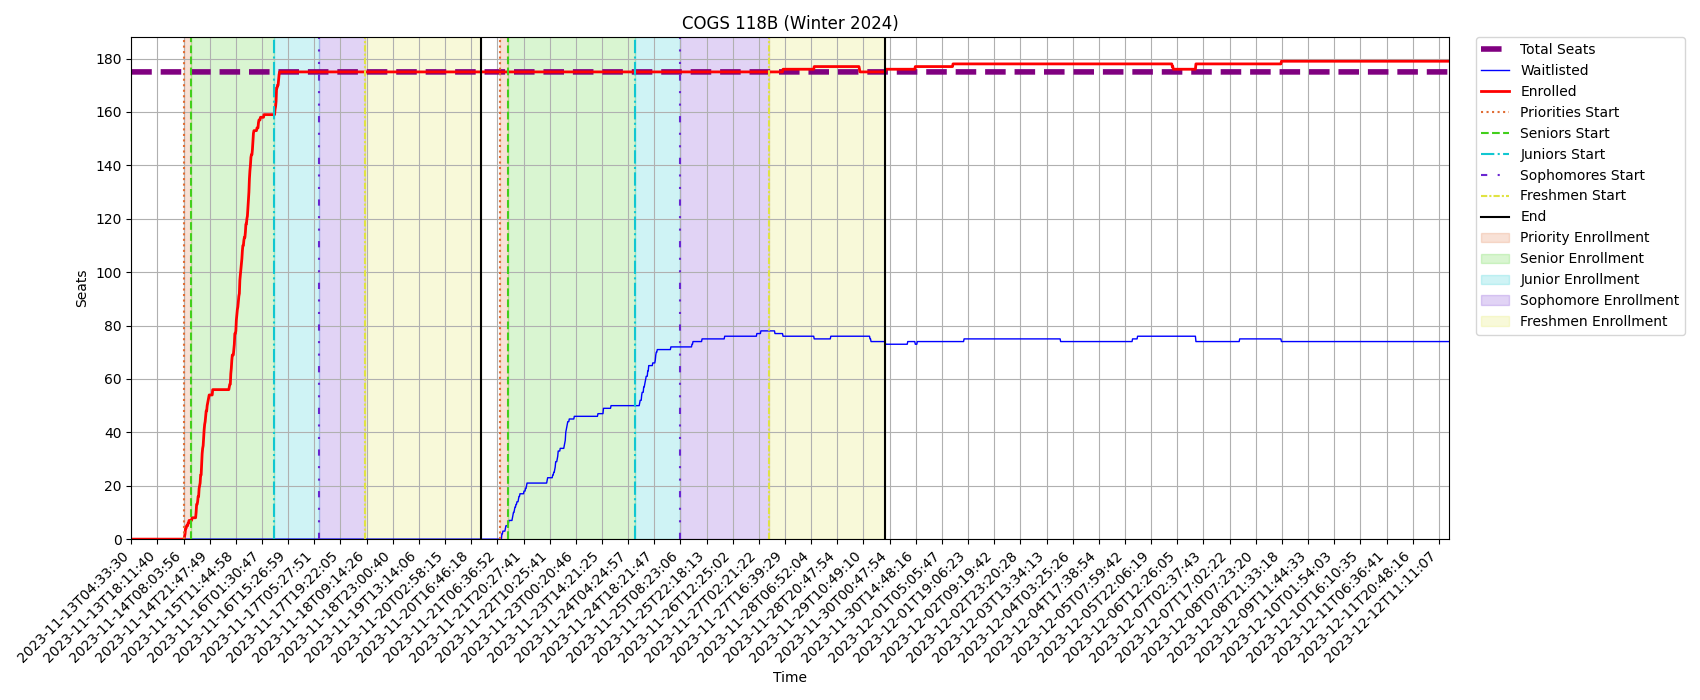 COGS 118B (Winter 2024)
Seats
180
160
140
120
100
80
60
40
20
0
2023-11-13T04:33:30
2023-11-13T18:11:40
2023-11-14T08:03:56
2023-11-14T21:47:49
2023-11-15T11:44:58
2023-11-16T01:30:47
2023-11-16T15:26:59
2023-11-17T05:27:51
2023-11-17T19:22:05
2023-11-18T09:14:26
2023-11-18T23:00:40
2023-11-19T13:14:06
2023-11-20T02:58:15
2023-11-20T16:46:18
2023-11-21T06:36:52
2023-11-21T20:27:41
2023-11-22T10:25:41
2023-11-23T00:20:46
2023-11-23T14:21:25
2023-11-24T04:24:57
2023-11-24T18:21:47
2023-11-25T08:23:06
2023-11-25T22:18:13
2023-11-26T12:25:02
2023-11-27T02:21:22
2023-11-27T16:39:29
2023-11-28T06:52:04
2023-11-28T20:47:54
2023-11-29T10:49:10
2023-11-30T00:47:54
2023-11-30T14:48:16
2023-12-01T05:05:47
2023-12-01T19:06:23
2023-12-02T09:19:42
2023-12-02T23:20:28
2023-12-03T13:34:13
2023-12-04T03:25:26
2023-12-04T17:38:54
2023-12-05T07:59:42
2023-12-05T22:06:19
2023-12-06T12:26:05
2023-12-07T02:37:43
2023-12-07T17:02:22
2023-12-08T07:23:20
2023-12-08T21:33:18
2023-12-09T11:44:33
2023-12-10T01:54:03
2023-12-10T16:10:35
2023-12-11T06:36:41
2023-12-11T20:48:16
2023-12-12T11:11:07
Time
Total Seats
Waitlisted
Enrolled
Priorities Start
Seniors Start
Juniors Start
Sophomores Start
Freshmen Start
End
Priority Enrollment
Senior Enrollment
Junior Enrollment
Sophomore Enrollment
Freshmen Enrollment